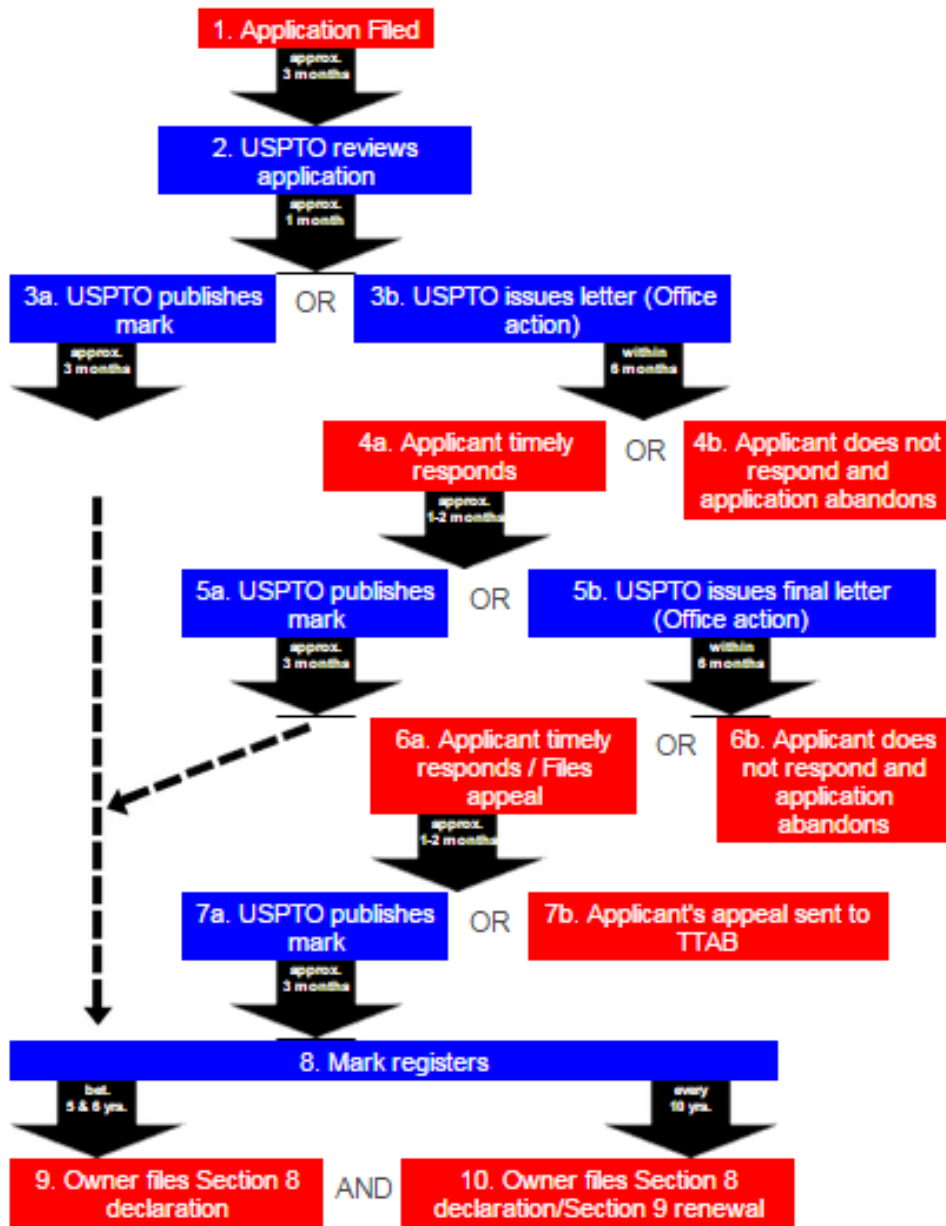 1. Application Filed
approx.
3 months
2. USPTO reviews
application
approx.
1 month
3a. USPTO publishes
mark
OR
3b. USPTO issues letter (Office
action)
approx.
3 months
within
6 months
4a. Applicant timely
responds
OR
4b. Applicant does not
respond and
application abandons
approx.
1-2 months
5a. USPTO publishes
mark
OR
5b. USPTO issues final letter
(Office action)
approx.
3 months
within
6 months
6a. Applicant timely
responds / Files
appeal
OR
6b. Applicant does
not respond and
application
abandons
approx.
1-2 months
7a. USPTO publishes
mark
OR
7b. Applicant's appeal sent to
TTAB
approx.
3 months
8. Mark registers
bet.
5 & 6 yrs.
every
10 yrs.
9. Owner files Section 8
declaration
AND
10. Owner files Section 8
declaration/Section 9 renewal